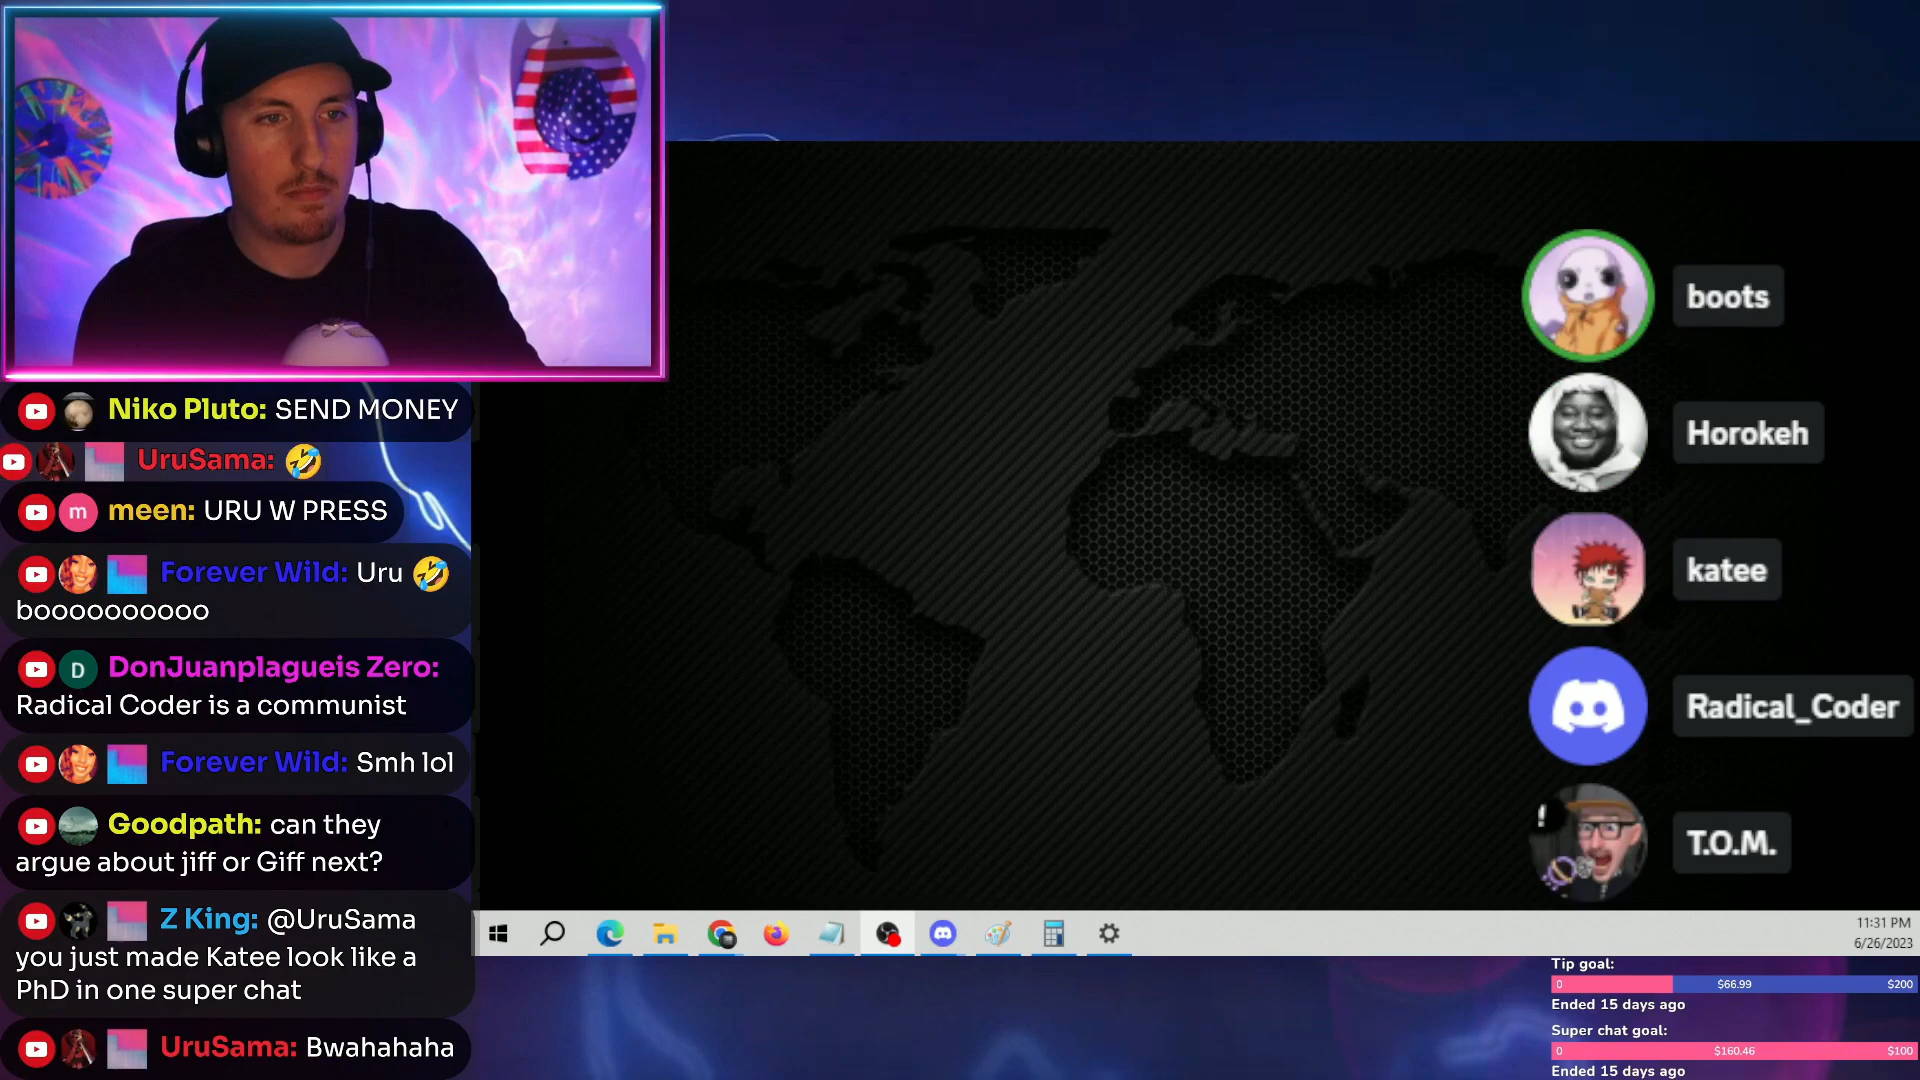 Niko Pluto: SEND MONEY
UruSama: 🤣
m meen: URU W PRESS
Forever Wild: Uru 🤣
boooooooooo
D DonJuanplagueis Zero:
Radical Coder is a communist
Forever Wild: Smh lol
Goodpath: can they
argue about jiff or Giff next?
Z King: @UruSama
you just made Katee look like a
PhD in one super chat
UruSama: Bwahahaha
boots
Horokeh
katee
Radical_Coder
!
T.O.M.
11:31 PM
6/26/2023
Tip goal:
0 $66.99 $200
Ended 15 days ago
Super chat goal:
0 $160.46 $100
Ended 15 days ago